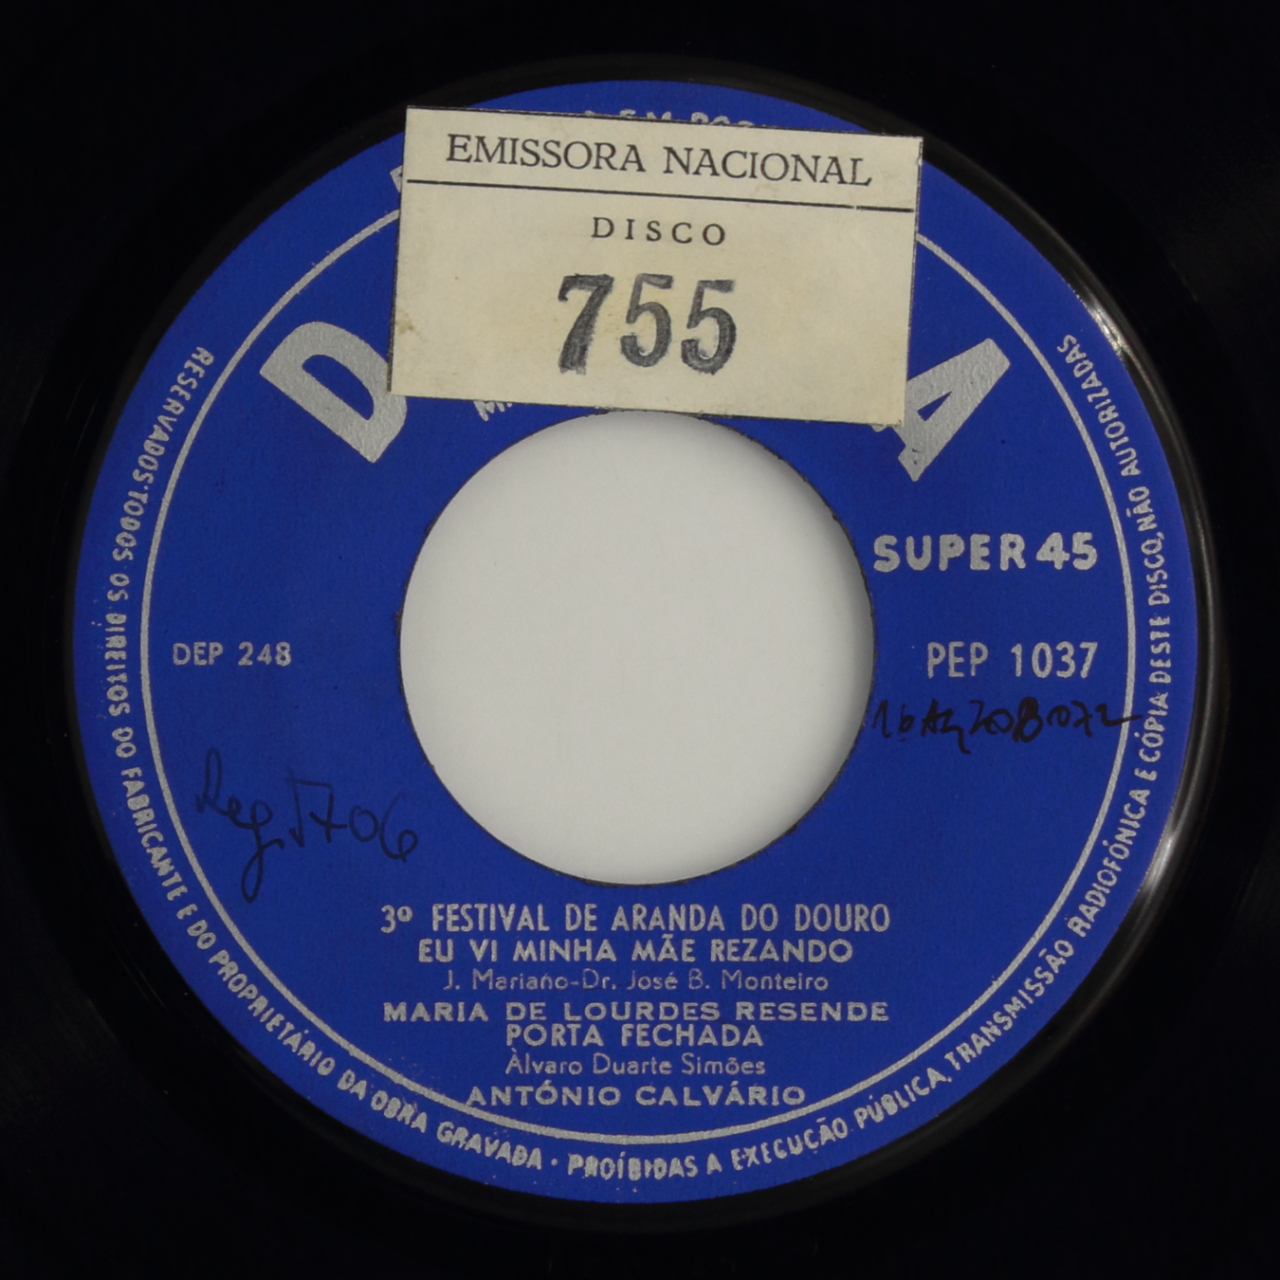 EMISSORA NACIONAL
DISCO
755
D A
SUPER 45
DEP 248
PEP 1037
Reg. 5706
3º FESTIVAL DE ARANDA DO DOURO
EU VI MINHA MÃE REZANDO
J. Mariano-Dr. José B. Monteiro
MARIA DE LOURDES RESENDE
PORTA FECHADA
Àlvaro Duarte Simões
ANTÓNIO CALVÁRIO
RESERVADOS TODOS OS DIREITOS DO FABRICANTE E DO PROPRIETÁRIO DA OBRA GRAVADA · PROÍBIDAS A EXECUÇÃO PÚBLICA, TRANSMISSÃO RADIOFÓNICA E CÓPIA DESTE DISCO, NÃO AUTORIZADAS